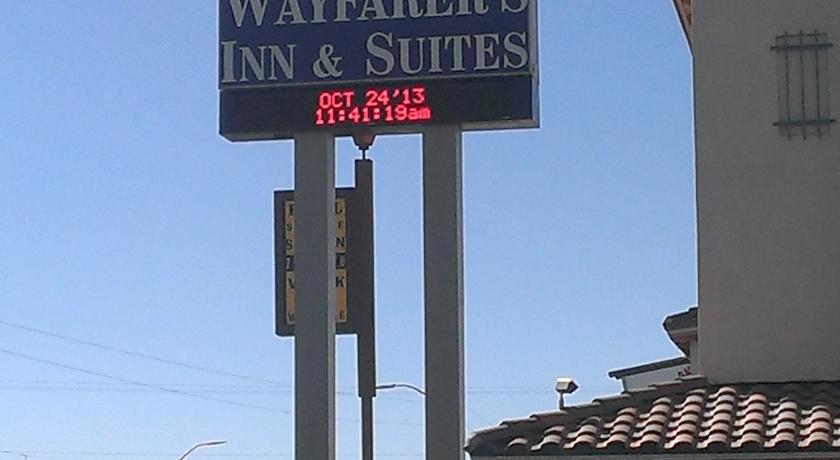 WAYFARER'S
INN & SUITES
OCT 24'13
11:41:19am